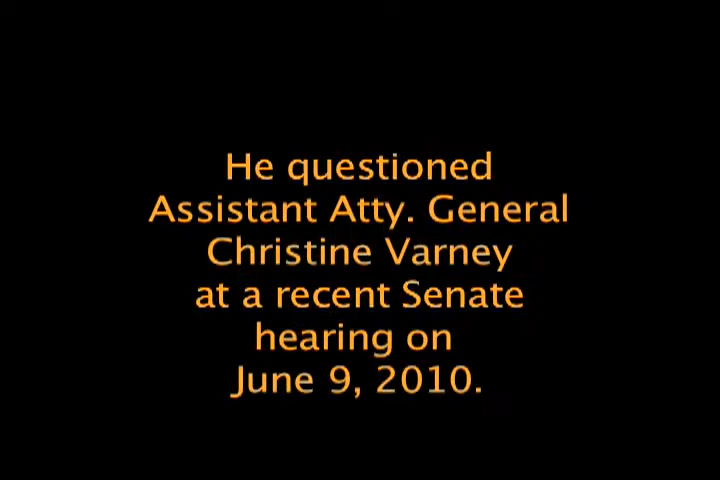 He questioned
Assistant Atty. General
Christine Varney
at a recent Senate
hearing on
June 9, 2010.